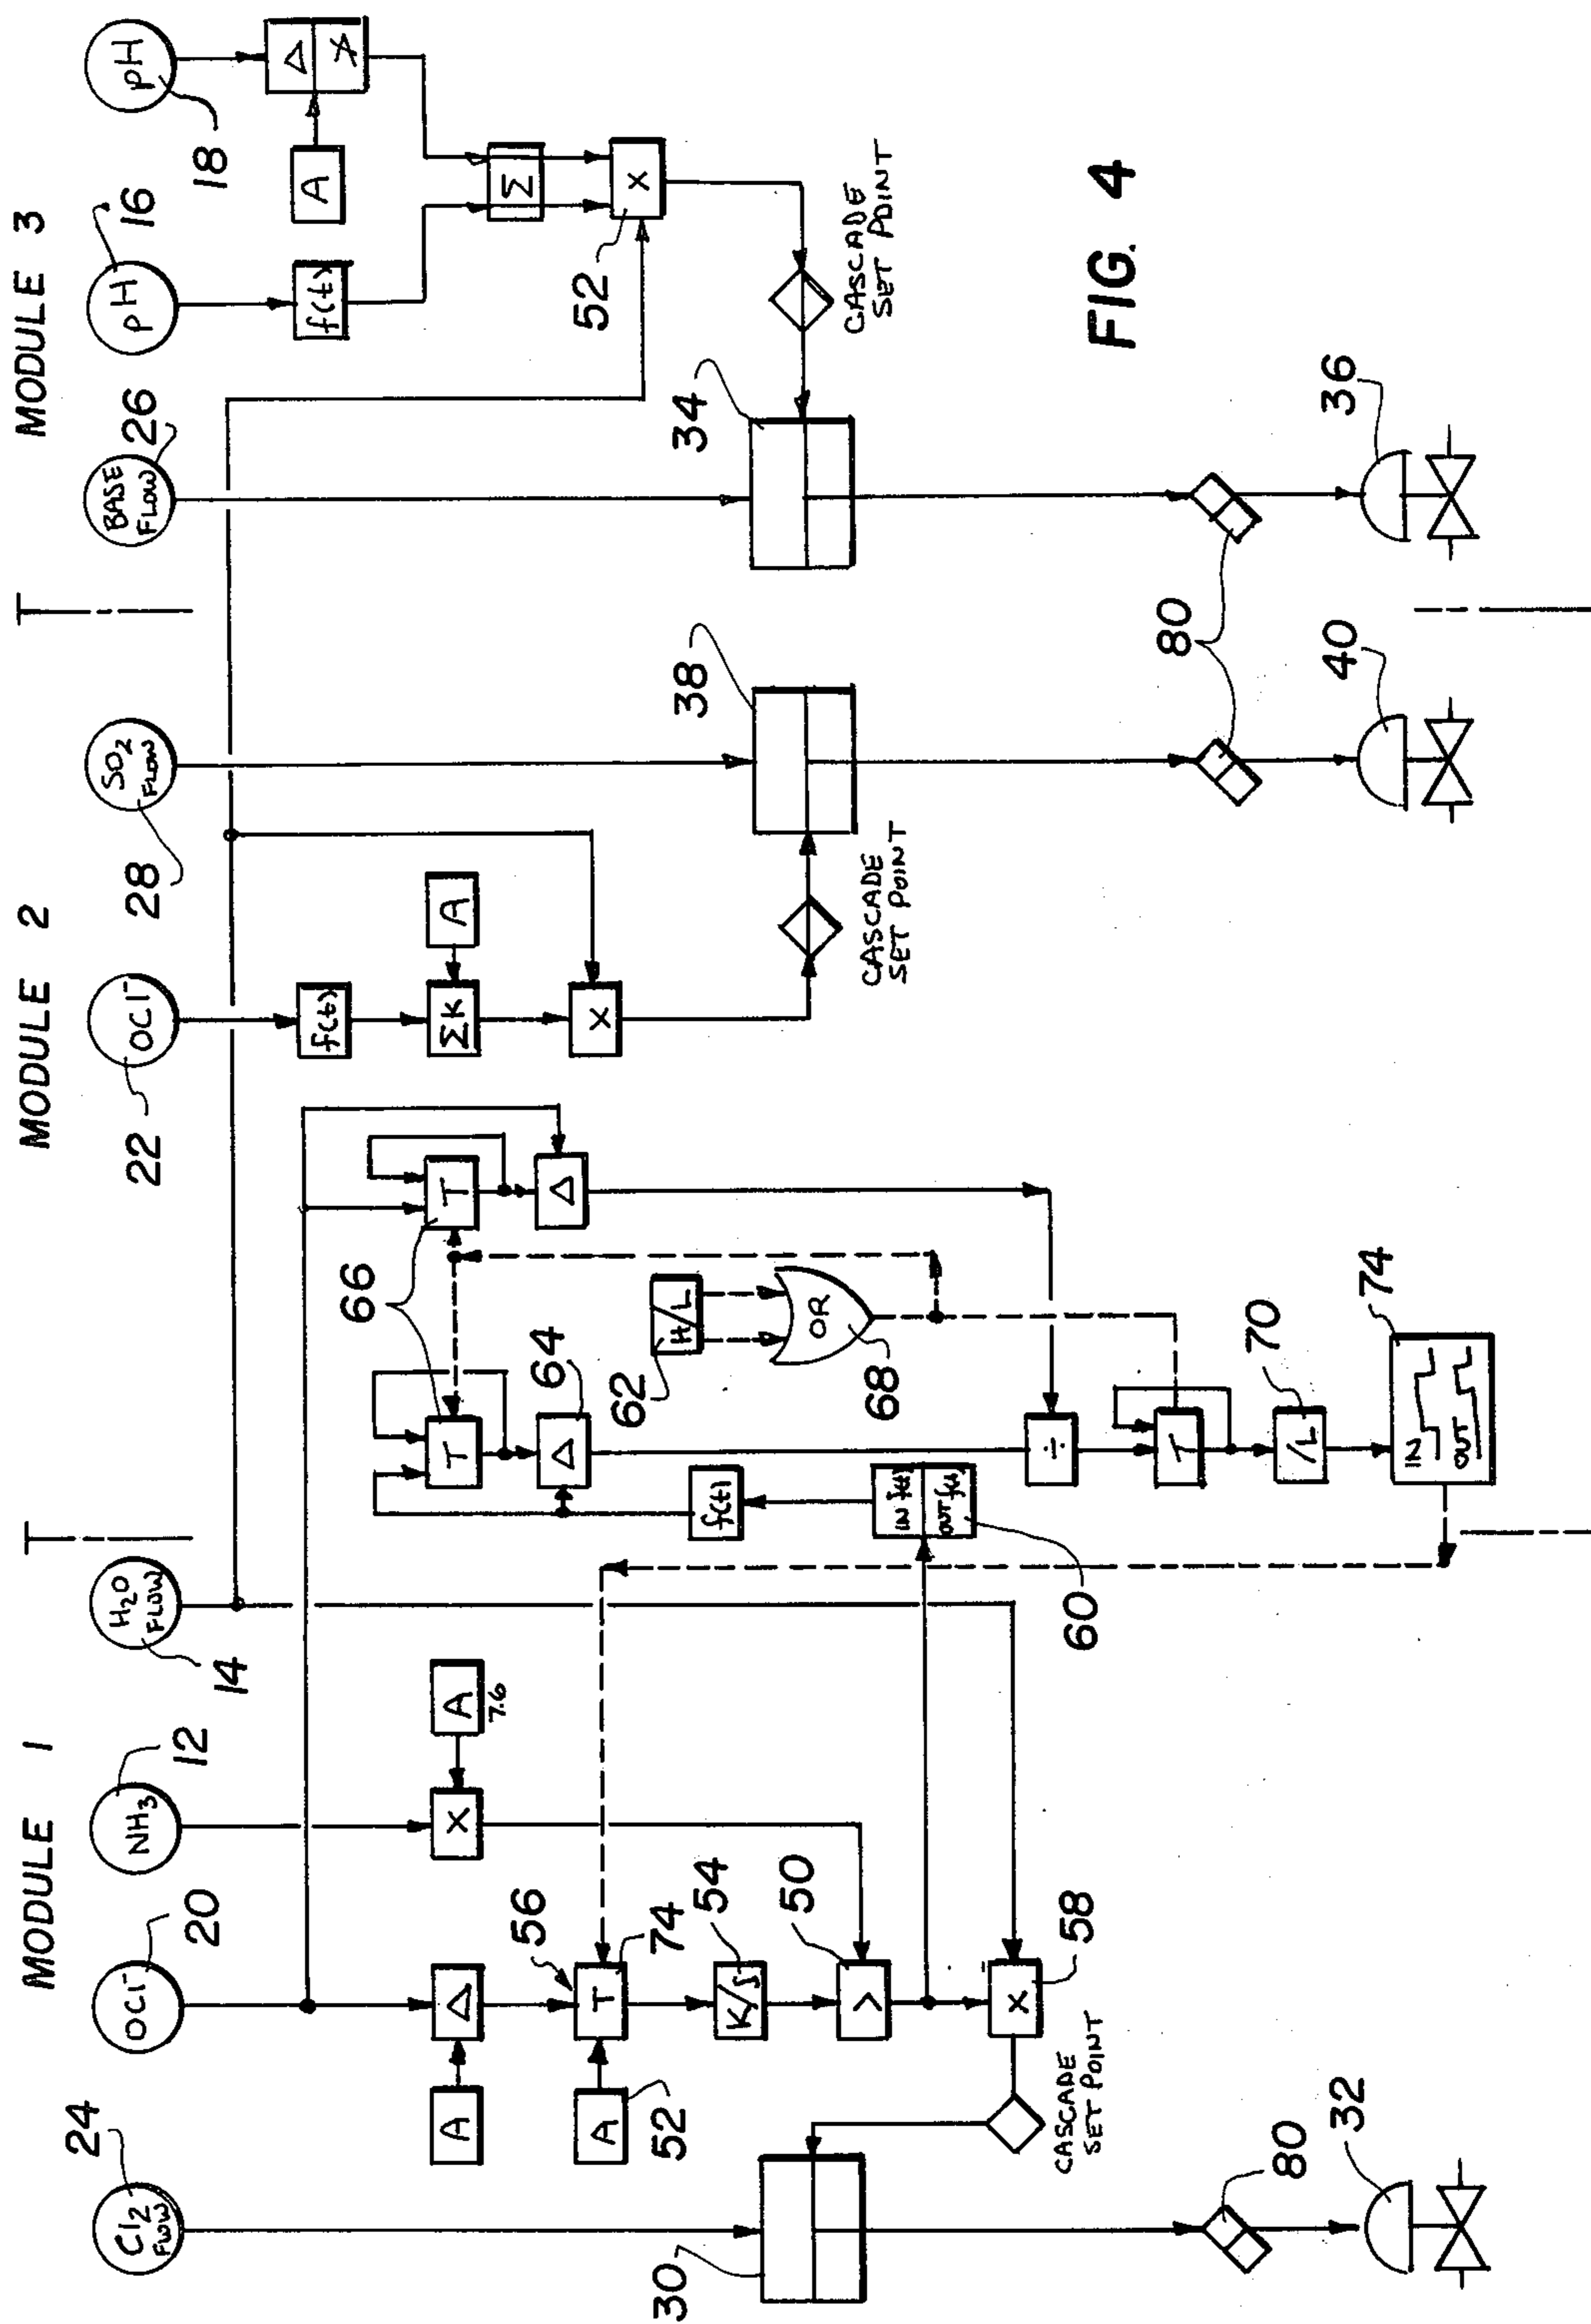 MODULE 1
MODULE 2
MODULE 3
24
Cl2
FLOW
20
OCl-
12
NH3
14
H2O
FLOW
22
OCl-
28
SO2
FLOW
26
BASE
FLOW
16
pH
18
pH
A
Δ
A
T
56
74
52
K/∫
54
>
50
X
58
X
A
7.6
CASCADE
SET POINT
30
80
32
66
T
T
Δ
64
Δ
f(t)
IN f(t)
OUT f(t)
60
H/L
62
OR
68
÷
T
/L
70
IN
OUT
74
f(t)
ΣK
A
X
CASCADE
SET POINT
38
80
40
f(t)
A
Δ
Σ
X
52
CASCADE
SET POINT
34
36
FIG. 4